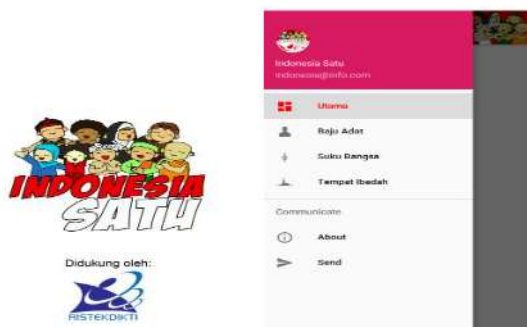 INDONESIA
SATU
Didukung oleh:
RISTEKDIKTI
Indonesia Satu
indonesia@info.com
Utama
Baju Adat
Suku Bangsa
Tempat Ibadah
Communicate
About
Send